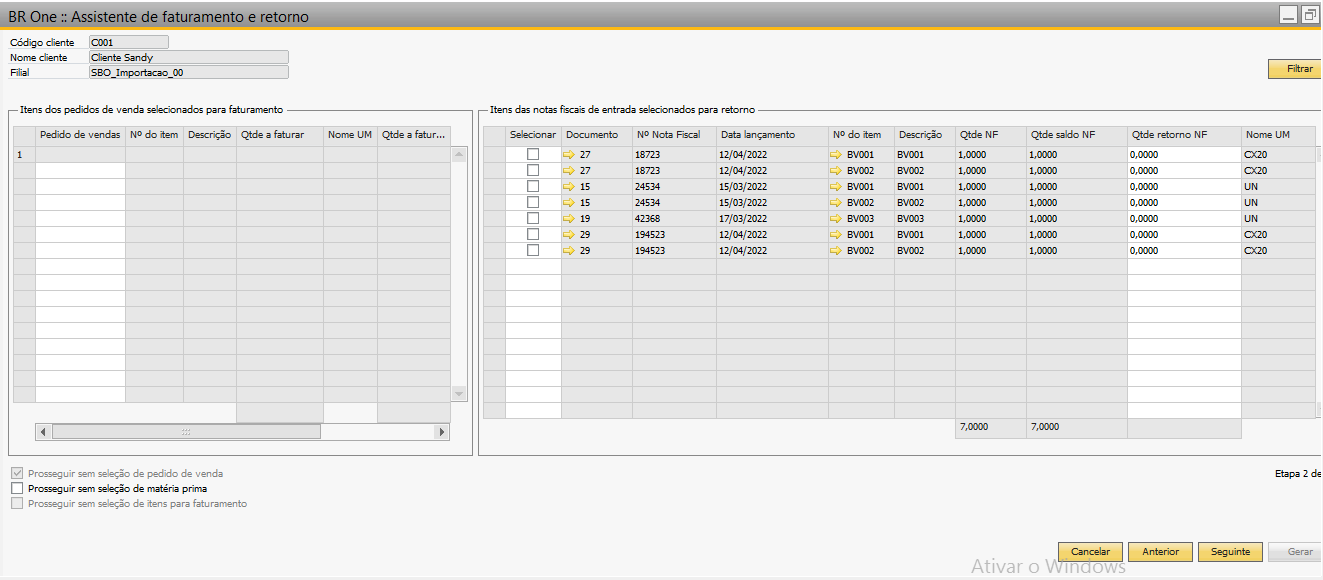 BR One :: Assistente de faturamento e retorno
Código cliente C001
Nome cliente Cliente Sandy
Filial SBO_Importacao_00
Filtrar
Itens dos pedidos de venda selecionados para faturamento
Pedido de vendas Nº do item Descrição Qtde a faturar Nome UM Qtde a fatur...
1
Itens das notas fiscais de entrada selecionados para retorno
Selecionar Documento Nº Nota Fiscal Data lançamento Nº do item Descrição Qtde NF Qtde saldo NF Qtde retorno NF Nome UM
27 18723 12/04/2022 BV001 BV001 1,0000 1,0000 0,0000 CX20
27 18723 12/04/2022 BV002 BV002 1,0000 1,0000 0,0000 CX20
15 24534 15/03/2022 BV001 BV001 1,0000 1,0000 0,0000 UN
15 24534 15/03/2022 BV002 BV002 1,0000 1,0000 0,0000 UN
19 42368 17/03/2022 BV003 BV003 1,0000 1,0000 0,0000 UN
29 194523 12/04/2022 BV001 BV001 1,0000 1,0000 0,0000 CX20
29 194523 12/04/2022 BV002 BV002 1,0000 1,0000 0,0000 CX20
7,0000 7,0000
Prosseguir sem seleção de pedido de venda
Prosseguir sem seleção de matéria prima
Prosseguir sem seleção de itens para faturamento
Etapa 2 de
Cancelar Anterior Seguinte Gerar
Ativar o Windows